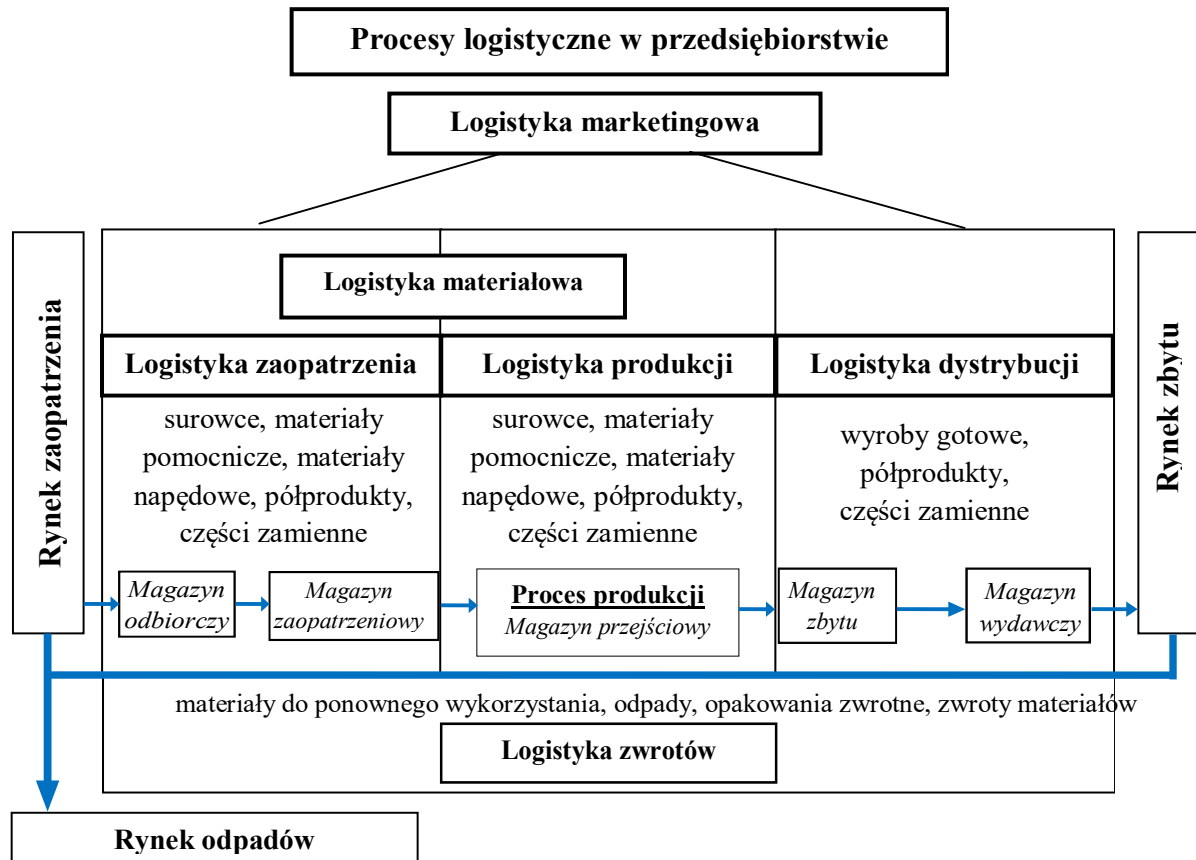 Procesy logistyczne w przedsiębiorstwie
Logistyka marketingowa
Rynek zaopatrzenia
Logistyka materiałowa
Logistyka zaopatrzenia
surowce, materiały
pomocnicze, materiały
napędowe, półprodukty,
części zamienne
Logistyka produkcji
surowce, materiały
pomocnicze, materiały
napędowe, półprodukty,
części zamienne
Logistyka dystrybucji
wyroby gotowe,
półprodukty,
części zamienne
Rynek zbytu
Magazyn
odbiorczy
Magazyn
zaopatrzeniowy
Proces produkcji
Magazyn przejściowy
Magazyn
zbytu
Magazyn
wydawczy
materiały do ponownego wykorzystania, odpady, opakowania zwrotne, zwroty materiałów
Logistyka zwrotów
Rynek odpadów